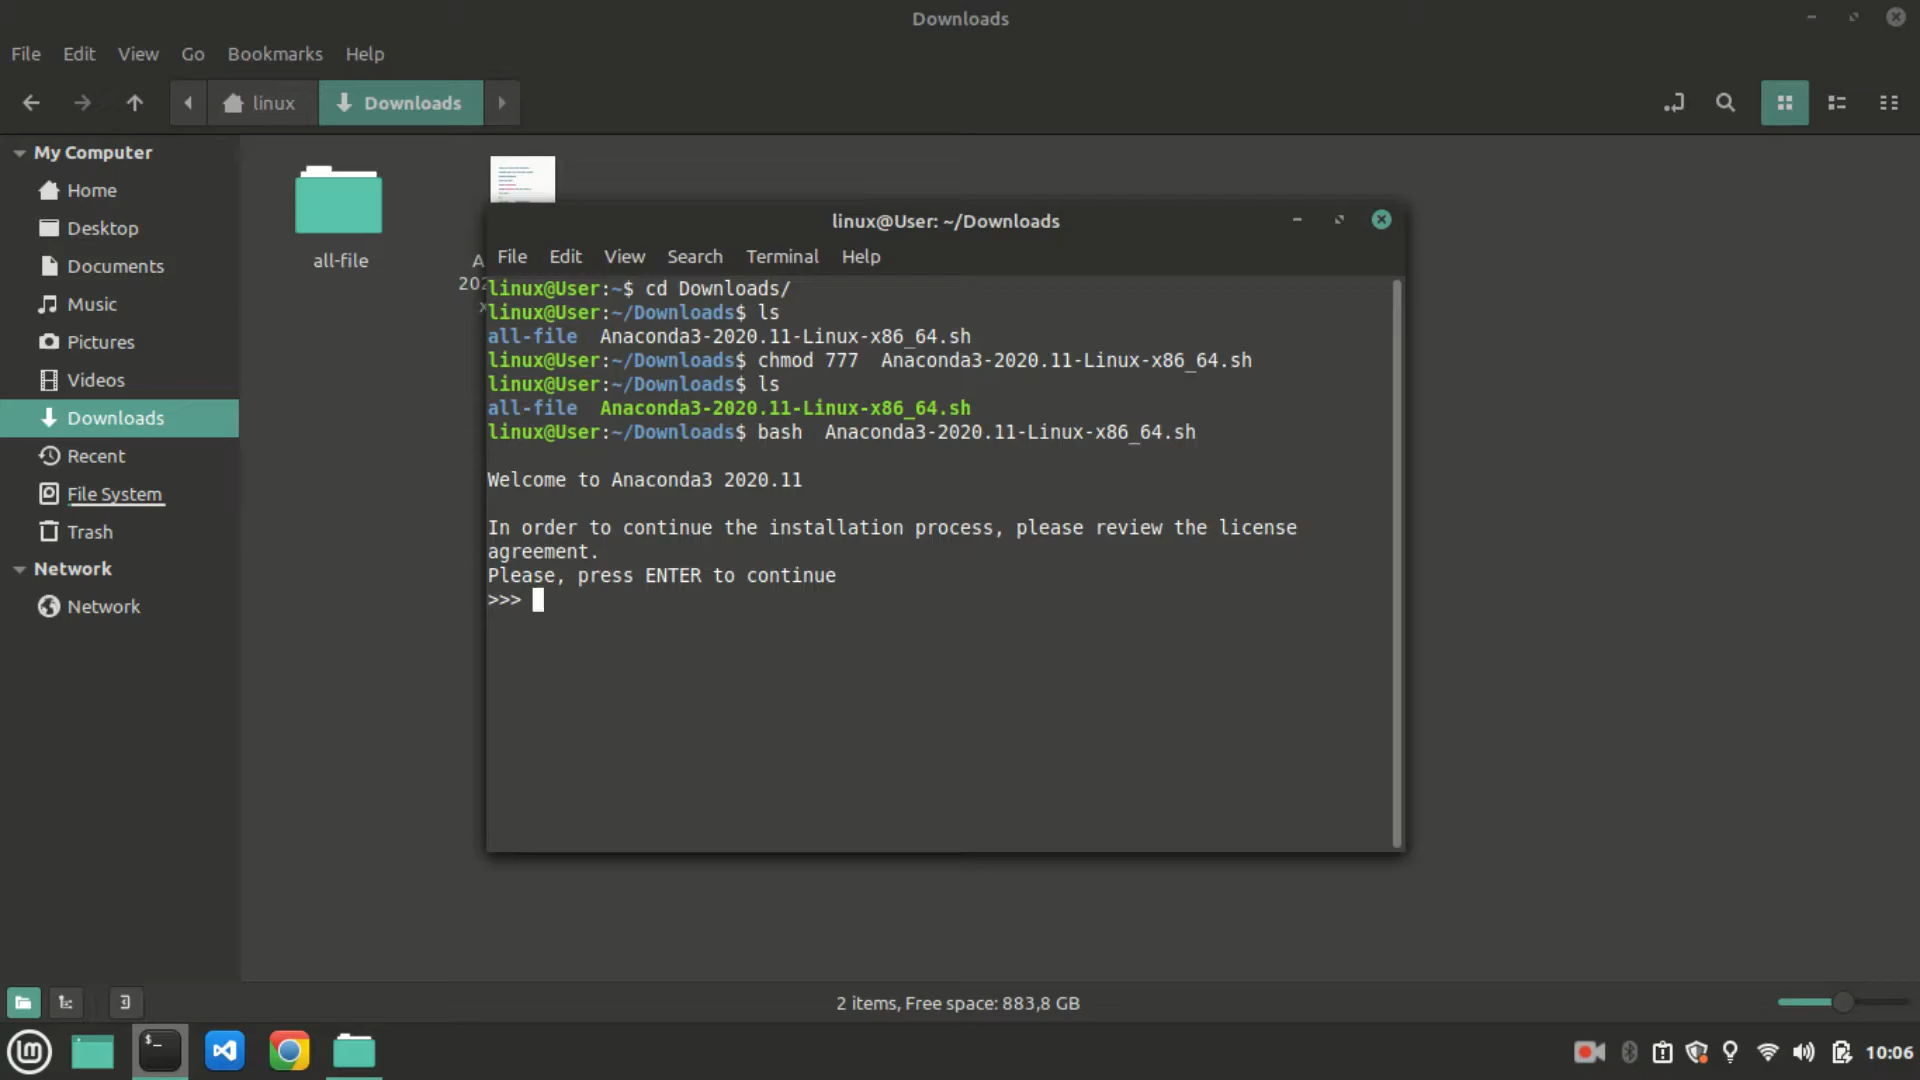 Downloads
File Edit View Go Bookmarks Help
linux Downloads
My Computer
Home
Desktop
Documents
Music
Pictures
Videos
Downloads
Recent
File System
Trash
Network
Network
all-file
A
202
x
linux@User: ~/Downloads
File Edit View Search Terminal Help
linux@User:~$ cd Downloads/
linux@User:~/Downloads$ ls
all-file  Anaconda3-2020.11-Linux-x86_64.sh
linux@User:~/Downloads$ chmod 777  Anaconda3-2020.11-Linux-x86_64.sh
linux@User:~/Downloads$ ls
all-file  Anaconda3-2020.11-Linux-x86_64.sh
linux@User:~/Downloads$ bash  Anaconda3-2020.11-Linux-x86_64.sh
Welcome to Anaconda3 2020.11
In order to continue the installation process, please review the license
agreement.
Please, press ENTER to continue
>>>
2 items, Free space: 883,8 GB
$_
10:06